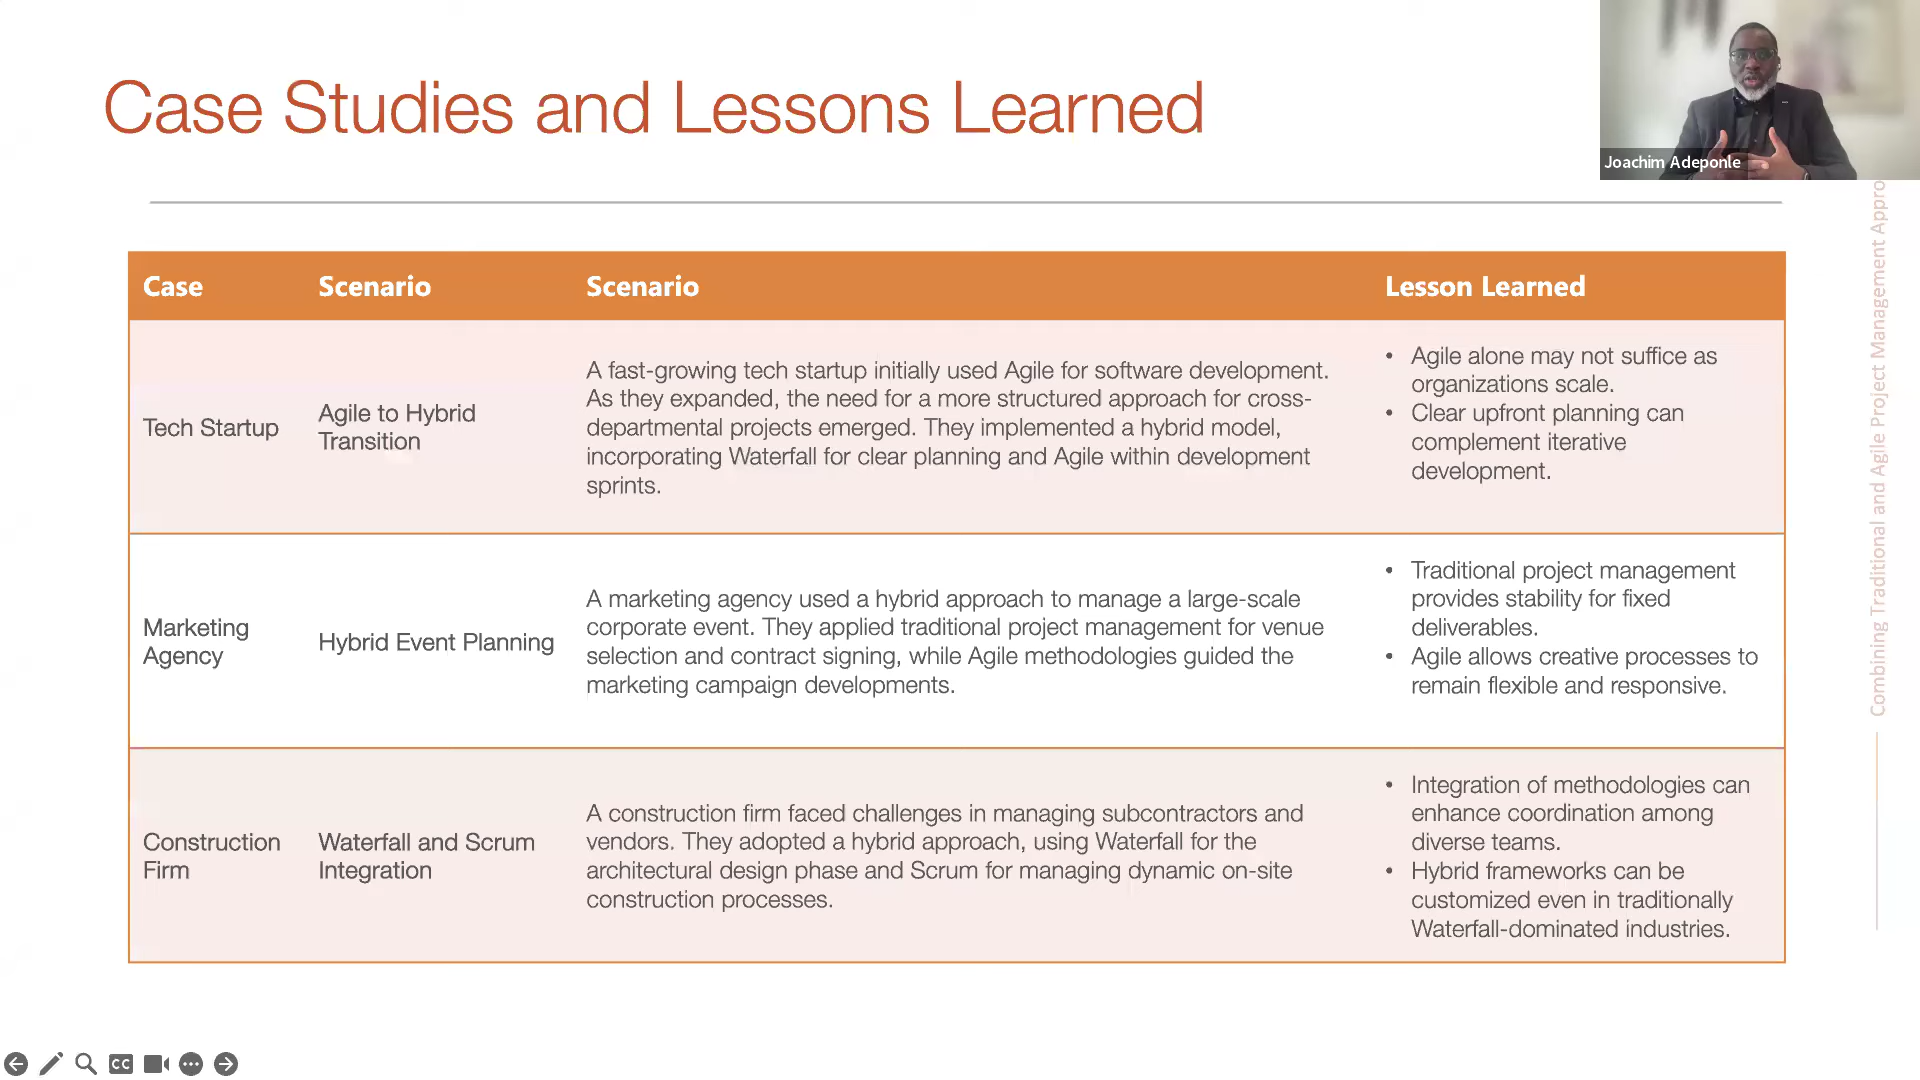 Case Studies and Lessons Learned
Joachim Adeponle
Combining Traditional and Agile Project Management Appro
Case Scenario Scenario Lesson Learned
Tech Startup
Agile to Hybrid
Transition
A fast-growing tech startup initially used Agile for software development.
As they expanded, the need for a more structured approach for cross-
departmental projects emerged. They implemented a hybrid model,
incorporating Waterfall for clear planning and Agile within development
sprints.
• Agile alone may not suffice as
organizations scale.
• Clear upfront planning can
complement iterative
development.
Marketing
Agency
Hybrid Event Planning
A marketing agency used a hybrid approach to manage a large-scale
corporate event. They applied traditional project management for venue
selection and contract signing, while Agile methodologies guided the
marketing campaign developments.
• Traditional project management
provides stability for fixed
deliverables.
• Agile allows creative processes to
remain flexible and responsive.
Construction
Firm
Waterfall and Scrum
Integration
A construction firm faced challenges in managing subcontractors and
vendors. They adopted a hybrid approach, using Waterfall for the
architectural design phase and Scrum for managing dynamic on-site
construction processes.
• Integration of methodologies can
enhance coordination among
diverse teams.
• Hybrid frameworks can be
customized even in traditionally
Waterfall-dominated industries.
CC